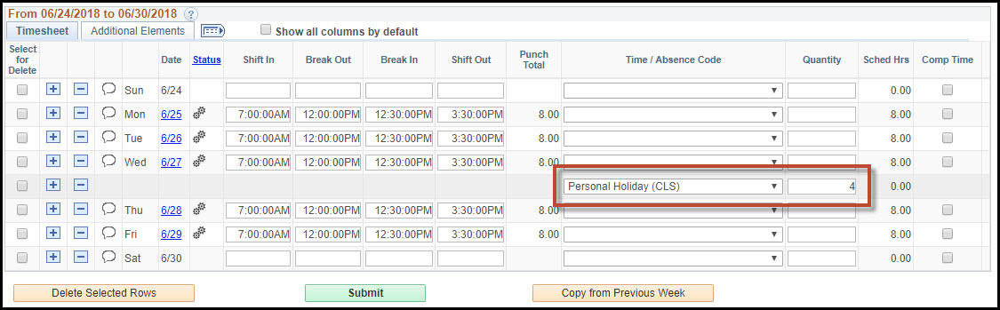 From 06/24/2018 to 06/30/2018 ?
Timesheet Additional Elements Show all columns by default
Select for Delete Date Status Shift In Break Out Break In Shift Out Punch Total Time / Absence Code Quantity Sched Hrs Comp Time
Sun 6/24 0.00
Mon 6/25 7:00:00AM 12:00:00PM 12:30:00PM 3:30:00PM 8.00 8.00
Tue 6/26 7:00:00AM 12:00:00PM 12:30:00PM 3:30:00PM 8.00 8.00
Wed 6/27 7:00:00AM 12:00:00PM 12:30:00PM 3:30:00PM 8.00 8.00
Personal Holiday (CLS) 4 0.00
Thu 6/28 7:00:00AM 12:00:00PM 12:30:00PM 3:30:00PM 8.00 8.00
Fri 6/29 7:00:00AM 12:00:00PM 12:30:00PM 3:30:00PM 8.00 8.00
Sat 6/30 0.00
Delete Selected Rows Submit Copy from Previous Week